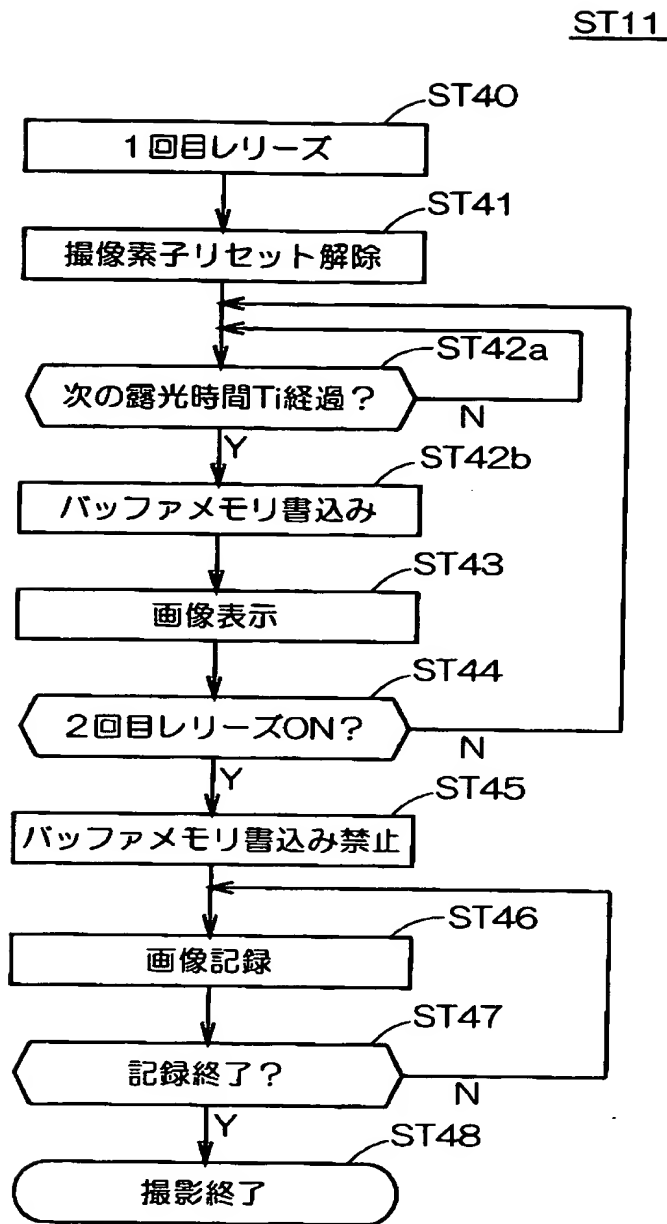 ST11
ST40
1回目レリーズ
ST41
撮像素子リセット解除
ST42a
次の露光時間Ti経過?
N
Y
ST42b
バッファメモリ書込み
ST43
画像表示
ST44
2回目レリーズON?
N
Y
ST45
バッファメモリ書込み禁止
ST46
画像記録
ST47
記録終了?
N
Y
ST48
撮影終了